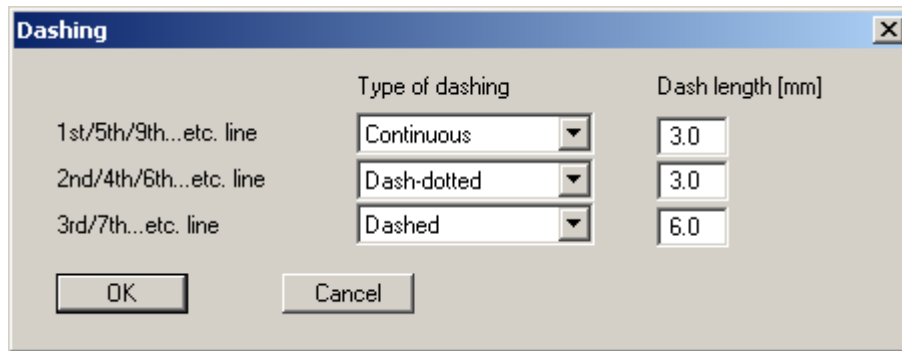 Dashing
Type of dashing Dash length [mm]
1st/5th/9th...etc. line Continuous 3.0
2nd/4th/6th...etc. line Dash-dotted 3.0
3rd/7th...etc. line Dashed 6.0
OK Cancel